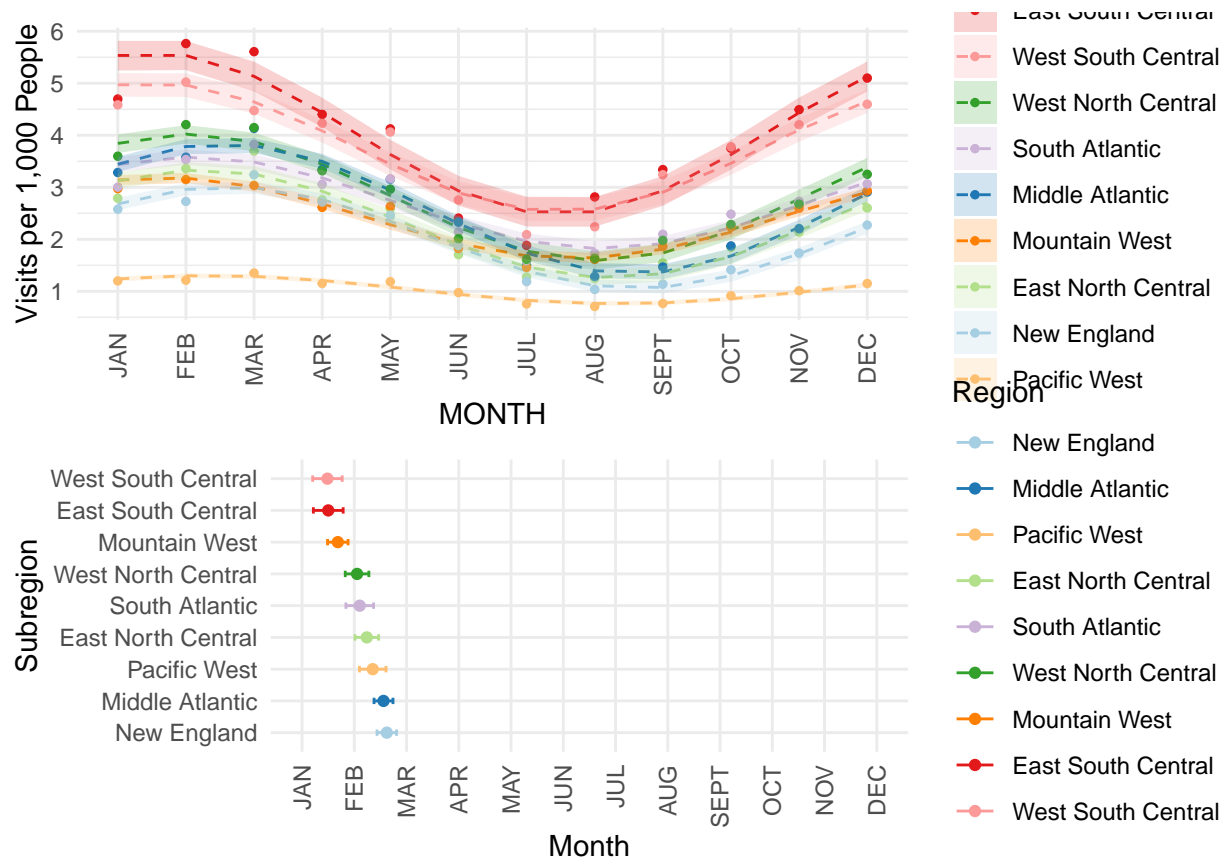 Visits per 1,000 People
6
5
4
3
2
1
JAN
FEB
MAR
APR
MAY
JUN
JUL
AUG
SEPT
OCT
NOV
DEC
MONTH
East South Central
West South Central
West North Central
South Atlantic
Middle Atlantic
Mountain West
East North Central
New England
Pacific West
Subregion
West South Central
East South Central
Mountain West
West North Central
South Atlantic
East North Central
Pacific West
Middle Atlantic
New England
JAN
FEB
MAR
APR
MAY
JUN
JUL
AUG
SEPT
OCT
NOV
DEC
Month
Region
New England
Middle Atlantic
Pacific West
East North Central
South Atlantic
West North Central
Mountain West
East South Central
West South Central